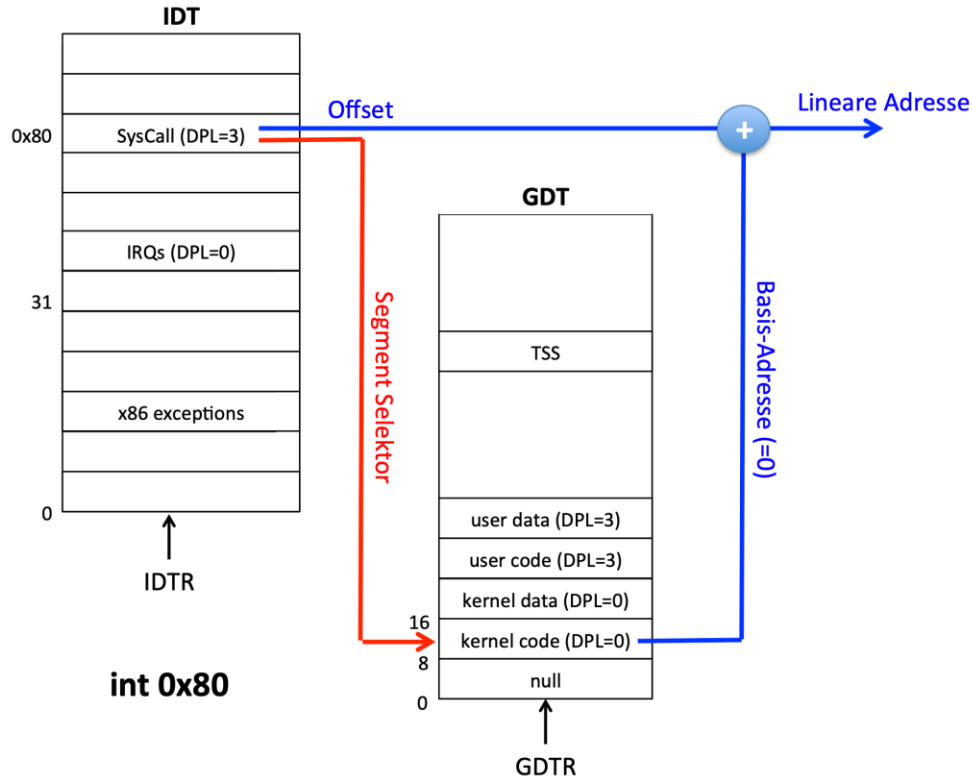 IDT
0x80
SysCall (DPL=3)
IRQs (DPL=0)
31
x86 exceptions
0
IDTR
int 0x80
Offset
Segment Selektor
Lineare Adresse
+
Basis-Adresse (=0)
GDT
TSS
user data (DPL=3)
user code (DPL=3)
kernel data (DPL=0)
16
kernel code (DPL=0)
8
null
0
GDTR